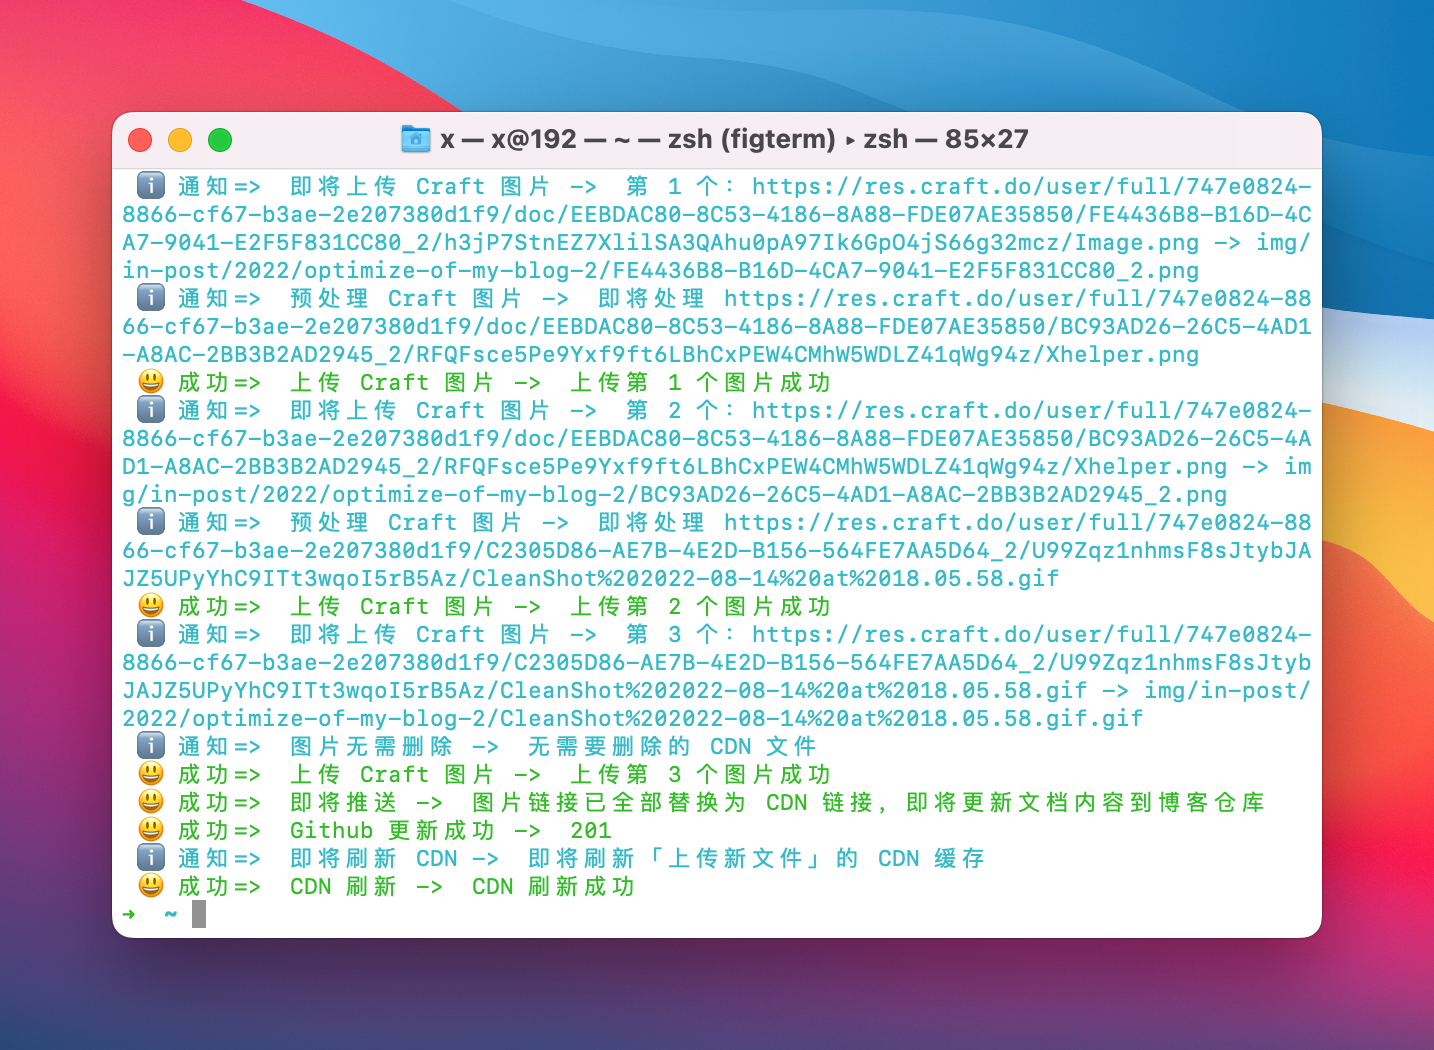 x — x@192 — ~ — zsh (figterm) ▸ zsh — 85×27
ℹ️ 通知=> 即将上传 Craft 图片 -> 第 1 个：https://res.craft.do/user/full/747e0824-
8866-cf67-b3ae-2e207380d1f9/doc/EEBDAC80-8C53-4186-8A88-FDE07AE35850/FE4436B8-B16D-4C
A7-9041-E2F5F831CC80_2/h3jP7StnEZ7XlilSA3QAhu0pA97Ik6GpO4jS66g32mcz/Image.png -> img/
in-post/2022/optimize-of-my-blog-2/FE4436B8-B16D-4CA7-9041-E2F5F831CC80_2.png
ℹ️ 通知=> 预处理 Craft 图片 -> 即将处理 https://res.craft.do/user/full/747e0824-88
66-cf67-b3ae-2e207380d1f9/doc/EEBDAC80-8C53-4186-8A88-FDE07AE35850/BC93AD26-26C5-4AD1
-A8AC-2BB3B2AD2945_2/RFQFsce5Pe9Yxf9ft6LBhCxPEW4CMhW5WDLZ41qWg94z/Xhelper.png
😃 成功=> 上传 Craft 图片 -> 上传第 1 个图片成功
ℹ️ 通知=> 即将上传 Craft 图片 -> 第 2 个：https://res.craft.do/user/full/747e0824-
8866-cf67-b3ae-2e207380d1f9/doc/EEBDAC80-8C53-4186-8A88-FDE07AE35850/BC93AD26-26C5-4A
D1-A8AC-2BB3B2AD2945_2/RFQFsce5Pe9Yxf9ft6LBhCxPEW4CMhW5WDLZ41qWg94z/Xhelper.png -> im
g/in-post/2022/optimize-of-my-blog-2/BC93AD26-26C5-4AD1-A8AC-2BB3B2AD2945_2.png
ℹ️ 通知=> 预处理 Craft 图片 -> 即将处理 https://res.craft.do/user/full/747e0824-88
66-cf67-b3ae-2e207380d1f9/C2305D86-AE7B-4E2D-B156-564FE7AA5D64_2/U99Zqz1nhmsF8sJtybJA
JZ5UPyYhC9ITt3wqoI5rB5Az/CleanShot%202022-08-14%20at%2018.05.58.gif
😃 成功=> 上传 Craft 图片 -> 上传第 2 个图片成功
ℹ️ 通知=> 即将上传 Craft 图片 -> 第 3 个：https://res.craft.do/user/full/747e0824-
8866-cf67-b3ae-2e207380d1f9/C2305D86-AE7B-4E2D-B156-564FE7AA5D64_2/U99Zqz1nhmsF8sJtyb
JAJZ5UPyYhC9ITt3wqoI5rB5Az/CleanShot%202022-08-14%20at%2018.05.58.gif -> img/in-post/
2022/optimize-of-my-blog-2/CleanShot%202022-08-14%20at%2018.05.58.gif.gif
ℹ️ 通知=> 图片无需删除 -> 无需要删除的 CDN 文件
😃 成功=> 上传 Craft 图片 -> 上传第 3 个图片成功
😃 成功=> 即将推送 -> 图片链接已全部替换为 CDN 链接，即将更新文档内容到博客仓库
😃 成功=> Github 更新成功 -> 201
ℹ️ 通知=> 即将刷新 CDN -> 即将刷新「上传新文件」的 CDN 缓存
😃 成功=> CDN 刷新 -> CDN 刷新成功
➜ ~